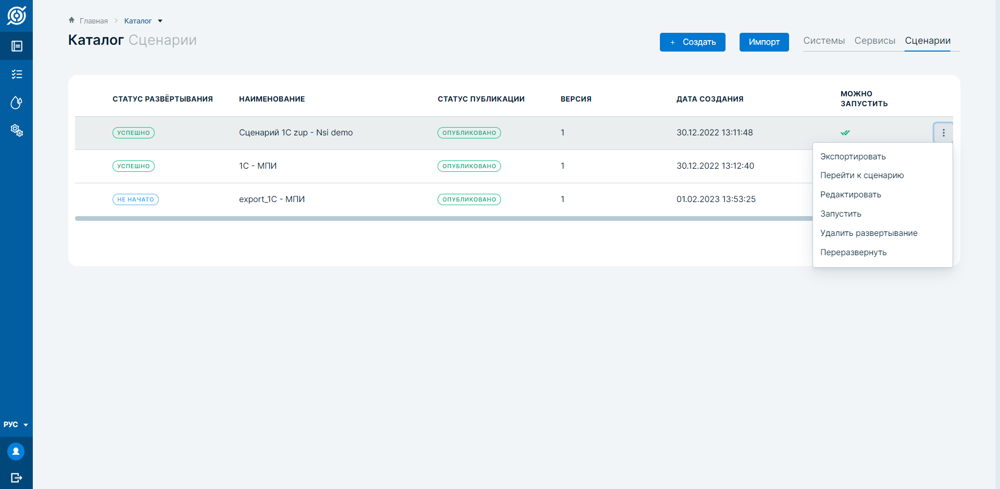 Главная Каталог
Каталог Сценарии
+ Создать Импорт Системы Сервисы Сценарии
СТАТУС РАЗВЁРТЫВАНИЯ НАИМЕНОВАНИЕ СТАТУС ПУБЛИКАЦИИ ВЕРСИЯ ДАТА СОЗДАНИЯ МОЖНО
ЗАПУСТИТЬ
УСПЕШНО Сценарий 1С zup - Nsi demo ОПУБЛИКОВАНО 1 30.12.2022 13:11:48
УСПЕШНО 1С - МПИ ОПУБЛИКОВАНО 1 30.12.2022 13:12:40
НЕ НАЧАТО export_1С - МПИ ОПУБЛИКОВАНО 1 01.02.2023 13:53:25
Экспортировать
Перейти к сценарию
Редактировать
Запустить
Удалить развертывание
Переразвернуть
РУС